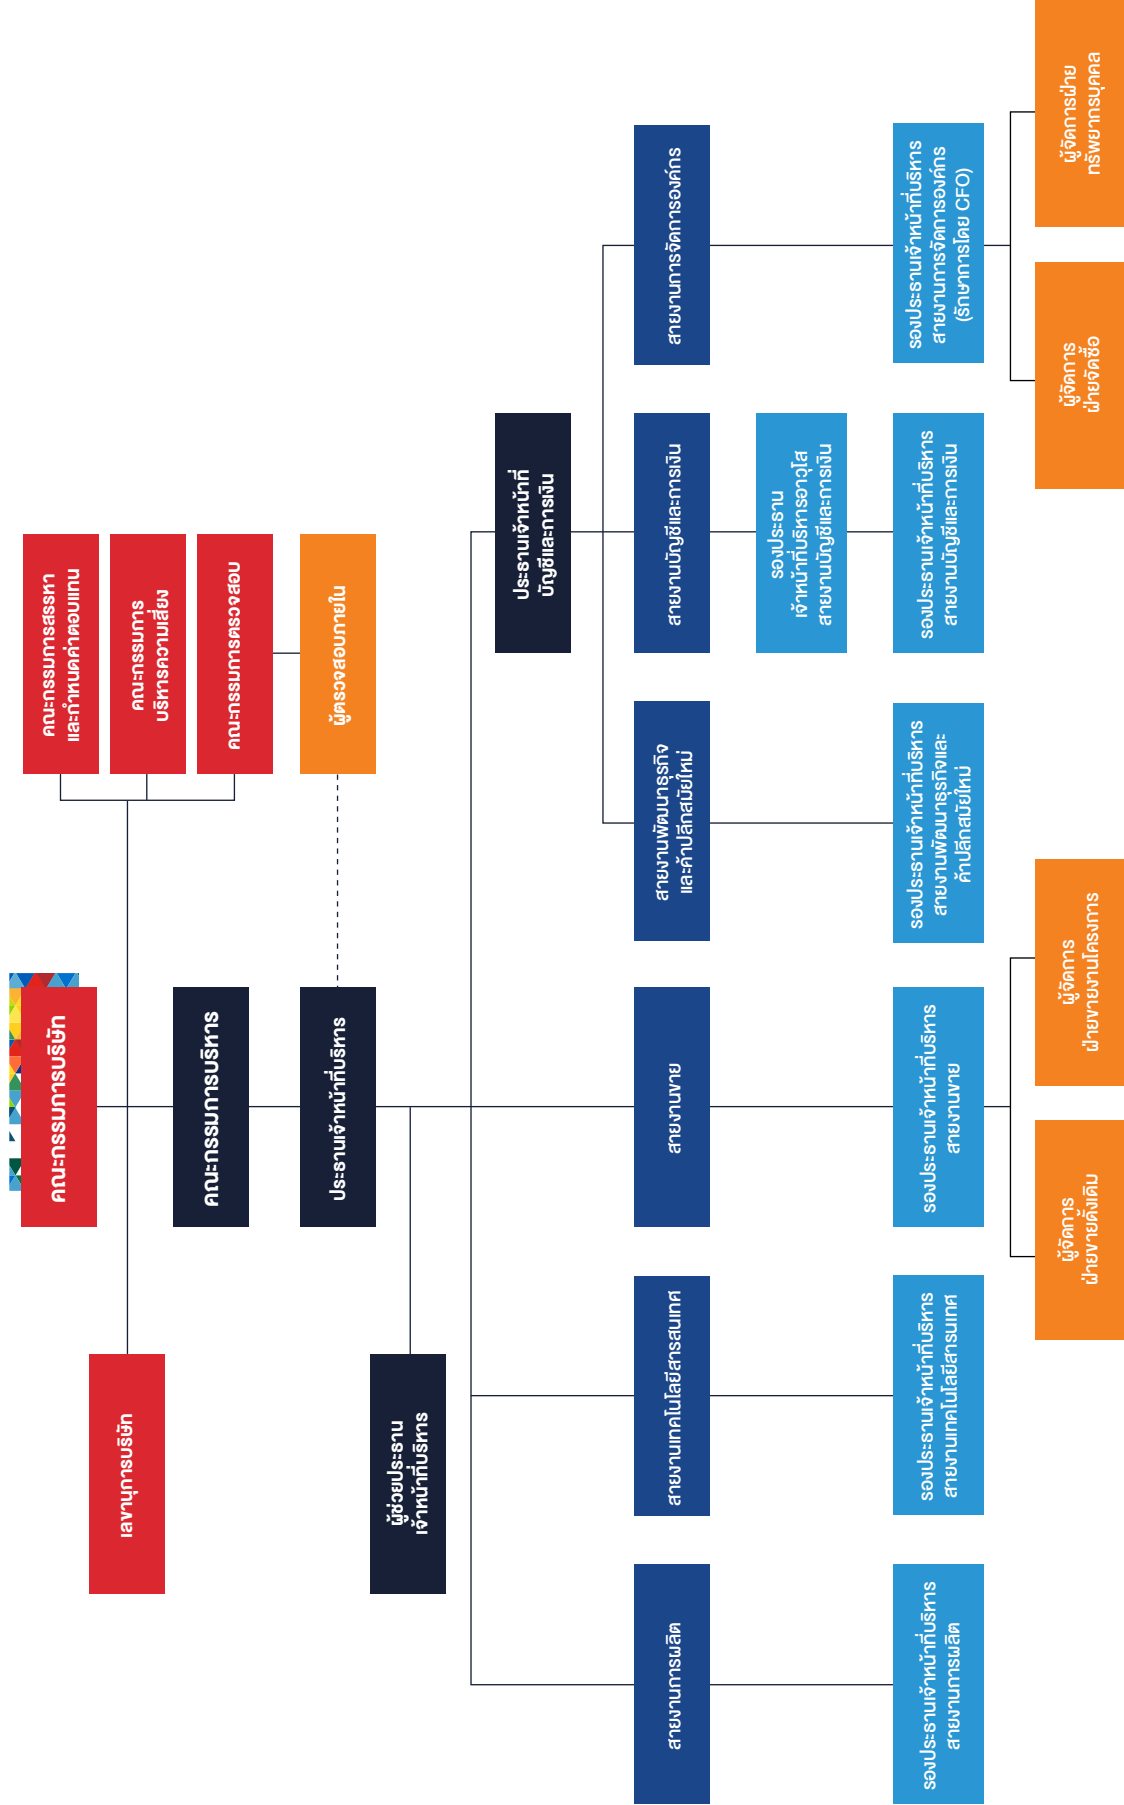 คณะกรรมการบริษัท
เลขานุการบริษัท
คณะกรรมการสรรหา
และกำหนดค่าตอบแทน
คณะกรรมการ
บริหารความเสี่ยง
คณะกรรมการตรวจสอบ
คณะกรรมการบริหาร
ประธานเจ้าหน้าที่บริหาร
ผู้ตรวจสอบภายใน
ผู้ช่วยประธาน
เจ้าหน้าที่บริหาร
ประธานเจ้าหน้าที่
บัญชีและการเงิน
สายงานการผลิต
สายงานเทคโนโลยีสารสนเทศ
สายงานขาย
สายงานพัฒนาธุรกิจ
และค้าปลีกสมัยใหม่
สายงานบัญชีและการเงิน
สายงานการจัดการองค์กร
รองประธาน
เจ้าหน้าที่บริหารอาวุโส
สายงานบัญชีและการเงิน
รองประธานเจ้าหน้าที่บริหาร
สายงานการผลิต
รองประธานเจ้าหน้าที่บริหาร
สายงานเทคโนโลยีสารนเทศ
รองประธานเจ้าหน้าที่บริหาร
สายงานขาย
รองประธานเจ้าหน้าที่บริหาร
สายงานพัฒนาธุรกิจและ
ค้าปลีกสมัยใหม่
รองประธานเจ้าหน้าที่บริหาร
สายงานบัญชีและการเงิน
รองประธานเจ้าหน้าที่บริหาร
สายงานการจัดการองค์กร
(รักษาการโดย CFO)
ผู้จัดการ
ฝ่ายขายดั้งเดิม
ผู้จัดการ
ฝ่ายขายงานโครงการ
ผู้จัดการ
ฝ่ายจัดซื้อ
ผู้จัดการฝ่าย
ทรัพยากรบุคคล